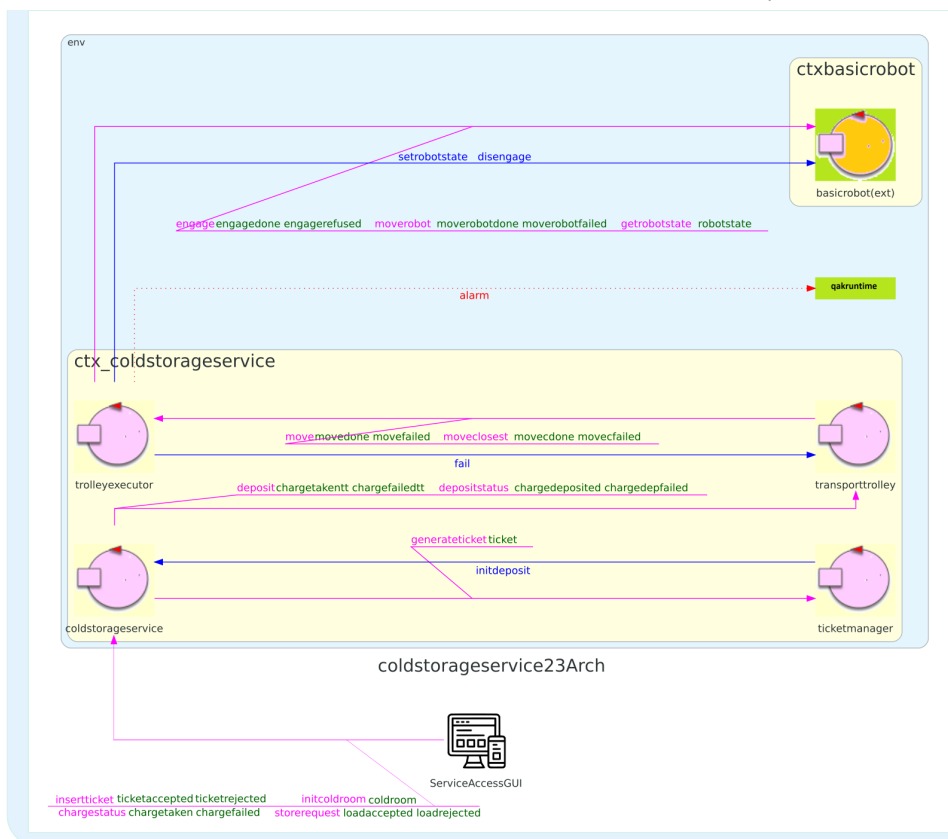 env
ctxbasicrobot
basicrobot(ext)
setrobotstate disengage
engage engagedone engagerefused moverobot moverobotdone moverobotfailed getrobotstate robotstate
qakruntime
alarm
ctx_coldstorageservice
move movedone movefailed moveclosest movecdone movecfailed
fail
trolleyexecutor
transporttrolley
deposit chargetakentt chargefailedtt depositstatus chargedeposited chargedepfailed
generateticket ticket
initdeposit
coldstorageservice
ticketmanager
coldstorageservice23Arch
ServiceAccessGUI
insertticket ticketaccepted ticketrejected initcoldroom coldroom
chargestatus chargetaken chargefailed storerequest loadaccepted loadrejected